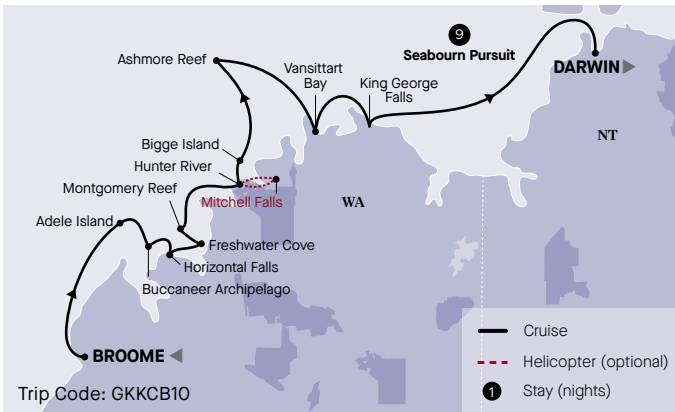 9
Seabourn Pursuit
Ashmore Reef
Vansittart
Bay
King George
Falls
DARWIN
NT
Bigge Island
Hunter River
Mitchell Falls
WA
Montgomery Reef
Adele Island
Freshwater Cove
Horizontal Falls
Buccaneer Archipelago
BROOME
Cruise
Helicopter (optional)
1 Stay (nights)
Trip Code: GKKCB10